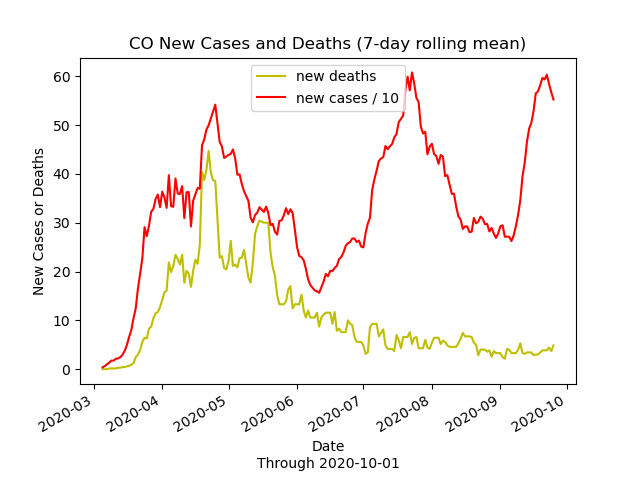 CO New Cases and Deaths (7-day rolling mean)
new deaths
new cases / 10
New Cases or Deaths
60
50
40
30
20
10
0
2020-03
2020-04
2020-05
2020-06
2020-07
2020-08
2020-09
2020-10
Date
Through 2020-10-01